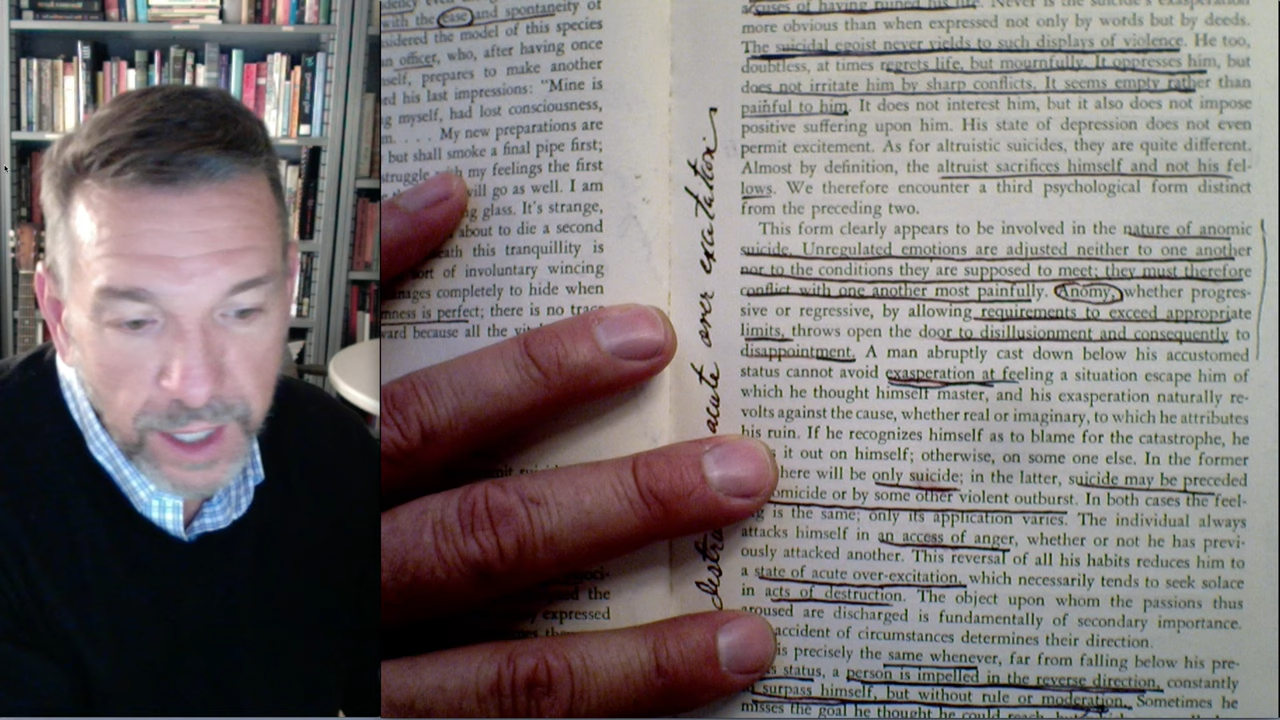 with the ease and spontaneity of
sidered the model of this species
an officer, who, after having once
self, prepares to make another
ed his last impressions: "Mine is
g myself, had lost consciousness,
. . . . My new preparations are
but shall smoke a final pipe first;
struggle with my feelings the first
will go as well. I am
ng glass. It's strange,
about to die a second
eath this tranquillity is
sort of involuntary wincing
anages completely to hide when
mness is perfect; there is no trace
ward because all the
the
expressed
acute over excitation
accuses of having ruined his life. Never is the suicide's exasperation
more obvious than when expressed not only by words but by deeds.
The suicidal egoist never yields to such displays of violence. He too,
doubtless, at times regrets life, but mournfully. It oppresses him, but
does not irritate him by sharp conflicts. It seems empty rather than
painful to him. It does not interest him, but it also does not impose
positive suffering upon him. His state of depression does not even
permit excitement. As for altruistic suicides, they are quite different.
Almost by definition, the altruist sacrifices himself and not his fel-
lows. We therefore encounter a third psychological form distinct
from the preceding two.
This form clearly appears to be involved in the nature of anomic
suicide. Unregulated emotions are adjusted neither to one another
nor to the conditions they are supposed to meet; they must therefore
conflict with one another most painfully. Anomy, whether progres-
sive or regressive, by allowing requirements to exceed appropriate
limits, throws open the door to disillusionment and consequently to
disappointment. A man abruptly cast down below his accustomed
status cannot avoid exasperation at feeling a situation escape him of
which he thought himself master, and his exasperation naturally re-
volts against the cause, whether real or imaginary, to which he attributes
his ruin. If he recognizes himself as to blame for the catastrophe, he
it out on himself; otherwise, on some one else. In the former
there will be only suicide; in the latter, suicide may be preceded
omicide or by some other violent outburst. In both cases the feel-
ing is the same; only its application varies. The individual always
attacks himself in an access of anger, whether or not he has previ-
ously attacked another. This reversal of all his habits reduces him to
a state of acute over-excitation, which necessarily tends to seek solace
in acts of destruction. The object upon whom the passions thus
aroused are discharged is fundamentally of secondary importance.
accident of circumstances determines their direction.
is precisely the same whenever, far from falling below his pre-
status, a person is impelled in the reverse direction, constantly
surpass himself, but without rule or moderation. Sometimes he
misses the goal he thought he could reach, but